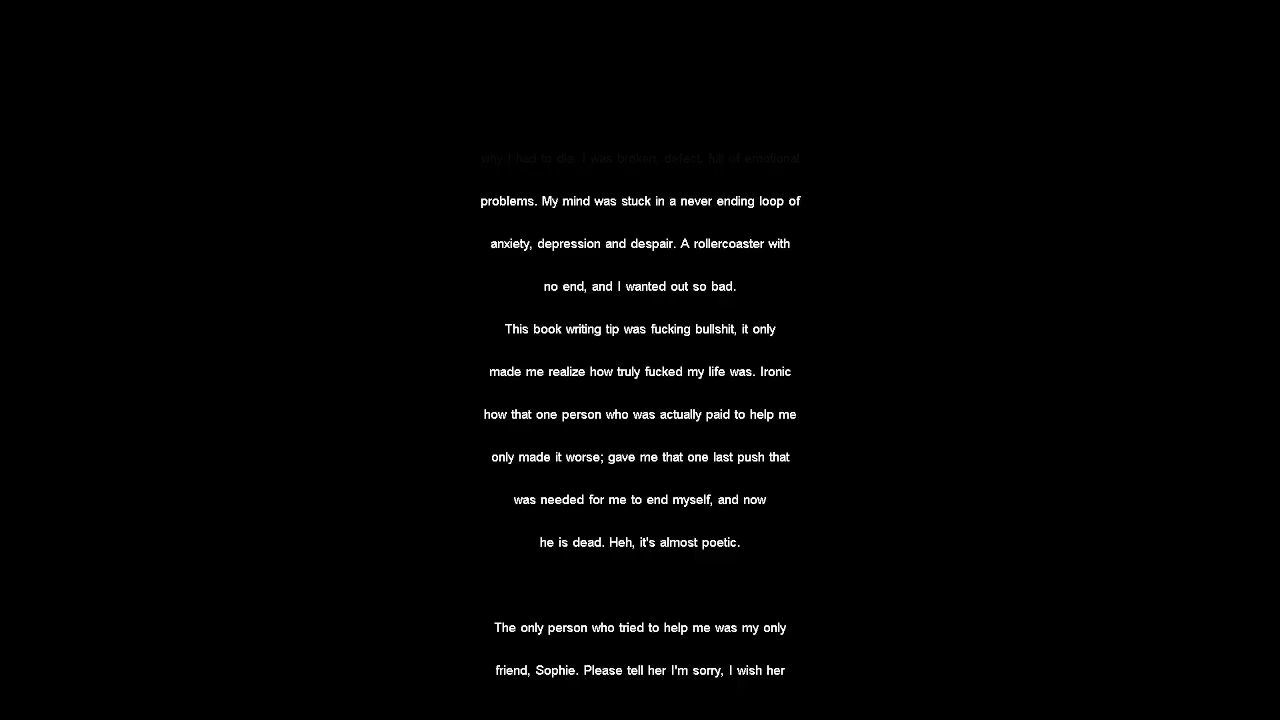 why I had to die. I was broken, defect, full of emotional
problems. My mind was stuck in a never ending loop of
anxiety, depression and despair. A rollercoaster with
no end, and I wanted out so bad.
This book writing tip was fucking bullshit, it only
made me realize how truly fucked my life was. Ironic
how that one person who was actually paid to help me
only made it worse; gave me that one last push that
was needed for me to end myself, and now
he is dead. Heh, it's almost poetic.
The only person who tried to help me was my only
friend, Sophie. Please tell her I'm sorry, I wish her